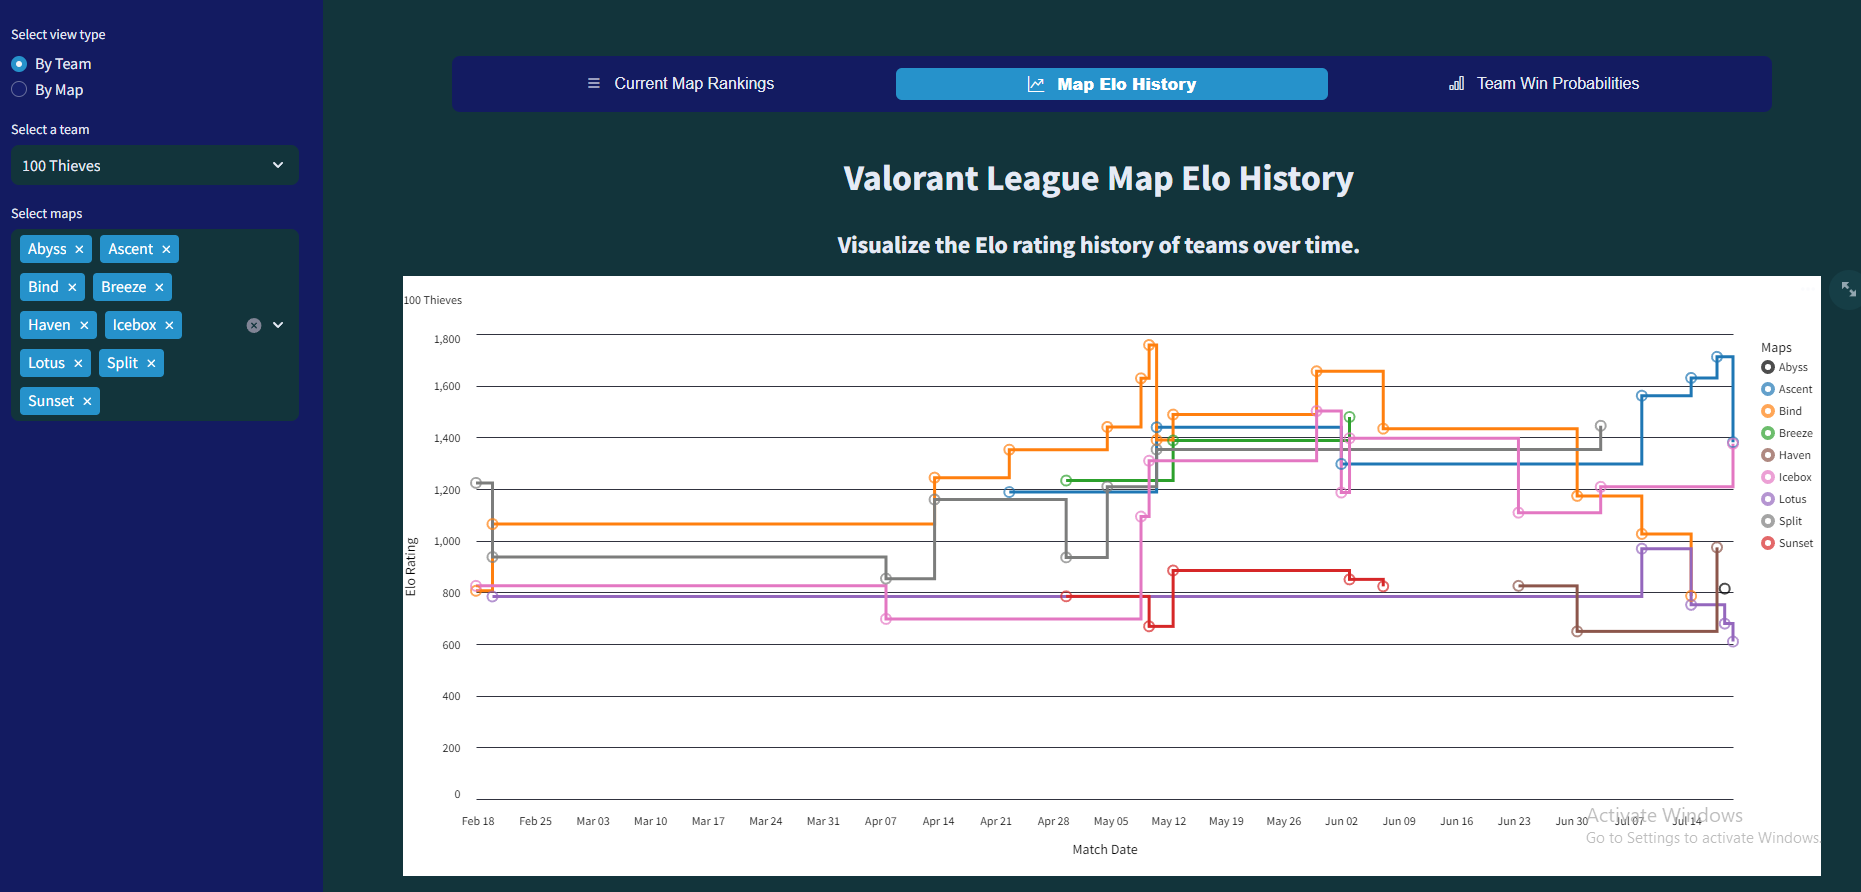 Select view type
By Team
By Map
Select a team
100 Thieves
Select maps
Abyss × Ascent ×
Bind × Breeze ×
Haven × Icebox ×
Lotus × Split ×
Sunset ×
Current Map Rankings
Map Elo History
Team Win Probabilities
Valorant League Map Elo History
Visualize the Elo rating history of teams over time.
100 Thieves
1,800
1,600
1,400
1,200
1,000
800
600
400
200
0
Elo Rating
Feb 18 Feb 25 Mar 03 Mar 10 Mar 17 Mar 24 Mar 31 Apr 07 Apr 14 Apr 21 Apr 28 May 05 May 12 May 19 May 26 Jun 02 Jun 09 Jun 16 Jun 23 Jun 30 Jul 07 Jul 14
Match Date
Maps
Abyss
Ascent
Bind
Breeze
Haven
Icebox
Lotus
Split
Sunset
Activate Windows
Go to Settings to activate Windows.